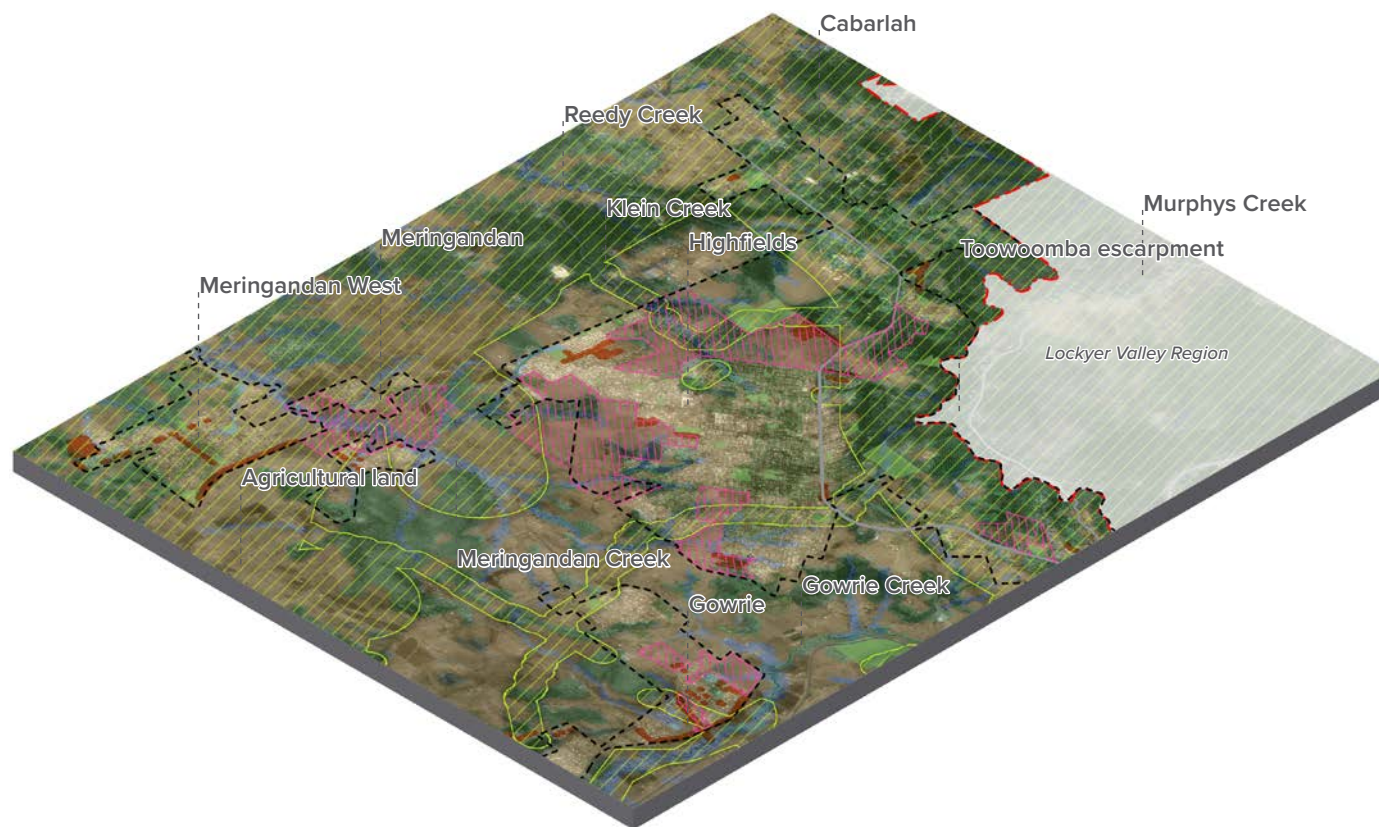 Cabarlah
Reedy Creek
Klein Creek
Murphys Creek
Meringandan
Highfields
Toowoomba escarpment
Meringandan West
Lockyer Valley Region
Agricultural land
Meringandan Creek
Gowrie Creek
Gowrie